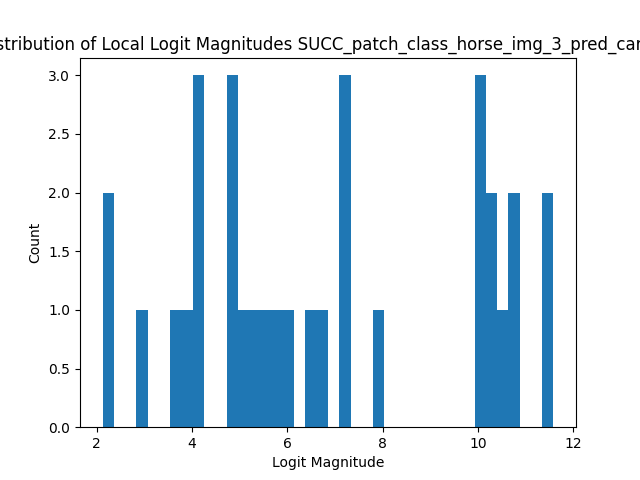 stribution of Local Logit Magnitudes SUCC_patch_class_horse_img_3_pred_car
3.0
2.5
2.0
1.5
1.0
0.5
0.0
Count
2 4 6 8 10 12
Logit Magnitude